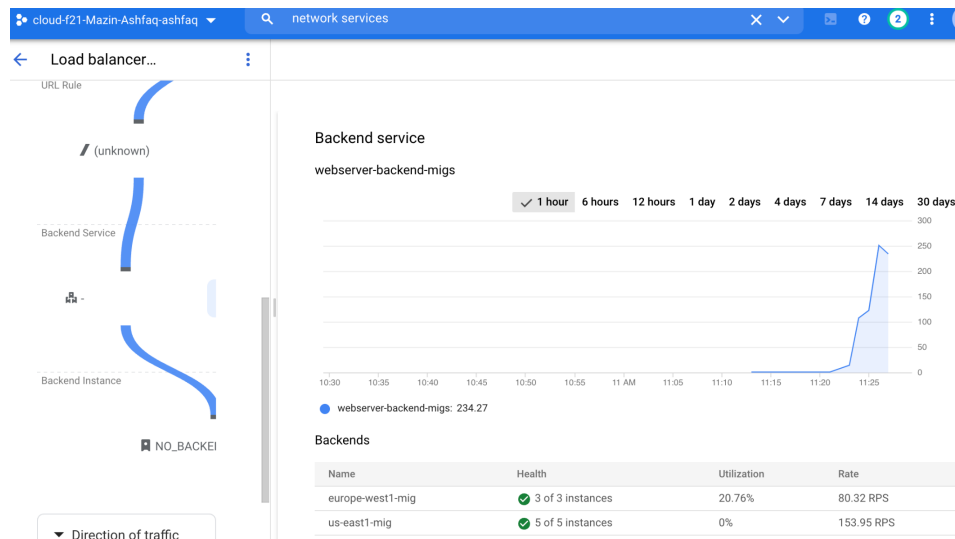 cloud-f21-Mazin-Ashfaq-ashfaq
network services
2
Load balancer...
URL Rule
(unknown)
Backend Service
-
Backend Instance
NO_BACKEI
Direction of traffic
Backend service
webserver-backend-migs
1 hour 6 hours 12 hours 1 day 2 days 4 days 7 days 14 days 30 days
300
250
200
150
100
50
0
10:30 10:35 10:40 10:45 10:50 10:55 11 AM 11:05 11:10 11:15 11:20 11:25
webserver-backend-migs: 234.27
Backends
Name Health Utilization Rate
europe-west1-mig 3 of 3 instances 20.76% 80.32 RPS
us-east1-mig 5 of 5 instances 0% 153.95 RPS